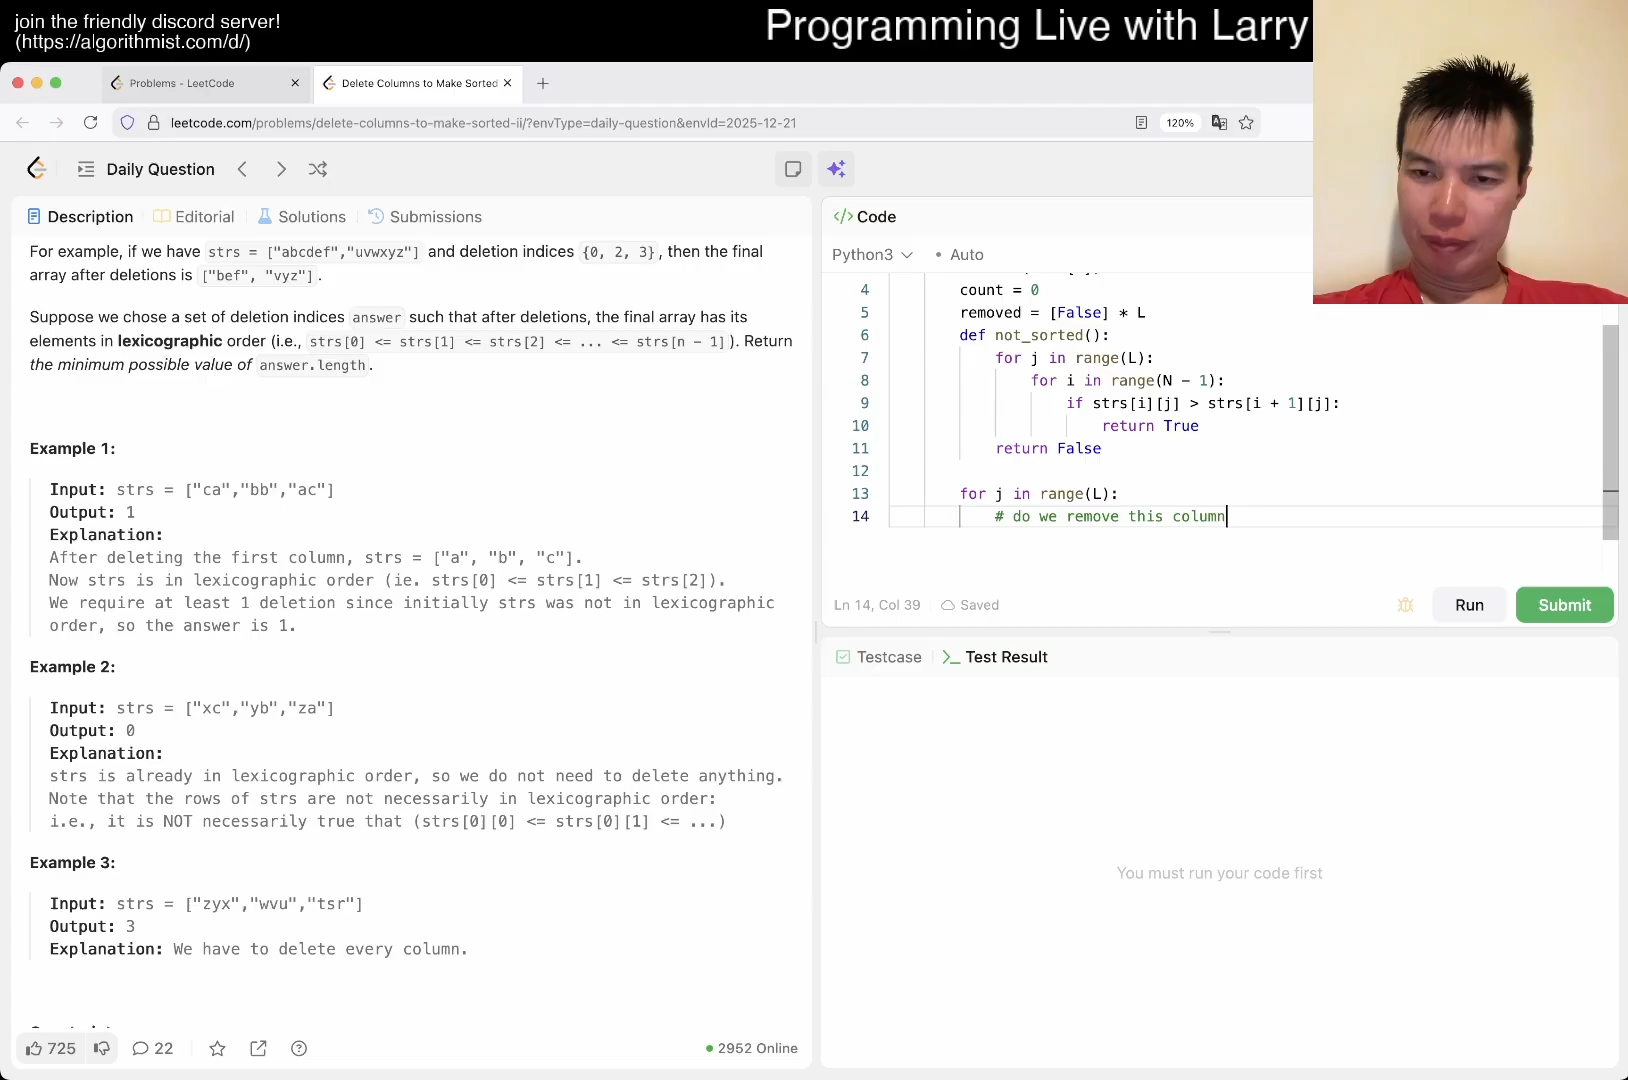 join the friendly discord server!
(https://algorithmist.com/d/)
Programming Live with Larry
Problems - LeetCode
Delete Columns to Make Sorted
leetcode.com/problems/delete-columns-to-make-sorted-ii/?envType=daily-question&envId=2025-12-21
120%
Daily Question
Description
Editorial
Solutions
Submissions
For example, if we have strs = ["abcdef","uvwxyz"] and deletion indices {0, 2, 3}, then the final
array after deletions is ["bef", "vyz"].
Suppose we chose a set of deletion indices answer such that after deletions, the final array has its
elements in lexicographic order (i.e., strs[0] <= strs[1] <= strs[2] <= ... <= strs[n - 1]). Return
the minimum possible value of answer.length.
Example 1:
Input: strs = ["ca","bb","ac"]
Output: 1
Explanation:
After deleting the first column, strs = ["a", "b", "c"].
Now strs is in lexicographic order (ie. strs[0] <= strs[1] <= strs[2]).
We require at least 1 deletion since initially strs was not in lexicographic
order, so the answer is 1.
Example 2:
Input: strs = ["xc","yb","za"]
Output: 0
Explanation:
strs is already in lexicographic order, so we do not need to delete anything.
Note that the rows of strs are not necessarily in lexicographic order:
i.e., it is NOT necessarily true that (strs[0][0] <= strs[0][1] <= ...)
Example 3:
Input: strs = ["zyx","wvu","tsr"]
Output: 3
Explanation: We have to delete every column.
725
22
2952 Online
</> Code
Python3
Auto
4 count = 0
5 removed = [False] * L
6 def not_sorted():
7 for j in range(L):
8 for i in range(N - 1):
9 if strs[i][j] > strs[i + 1][j]:
10 return True
11 return False
12
13 for j in range(L):
14 # do we remove this column
Ln 14, Col 39
Saved
Run
Submit
Testcase
Test Result
You must run your code first